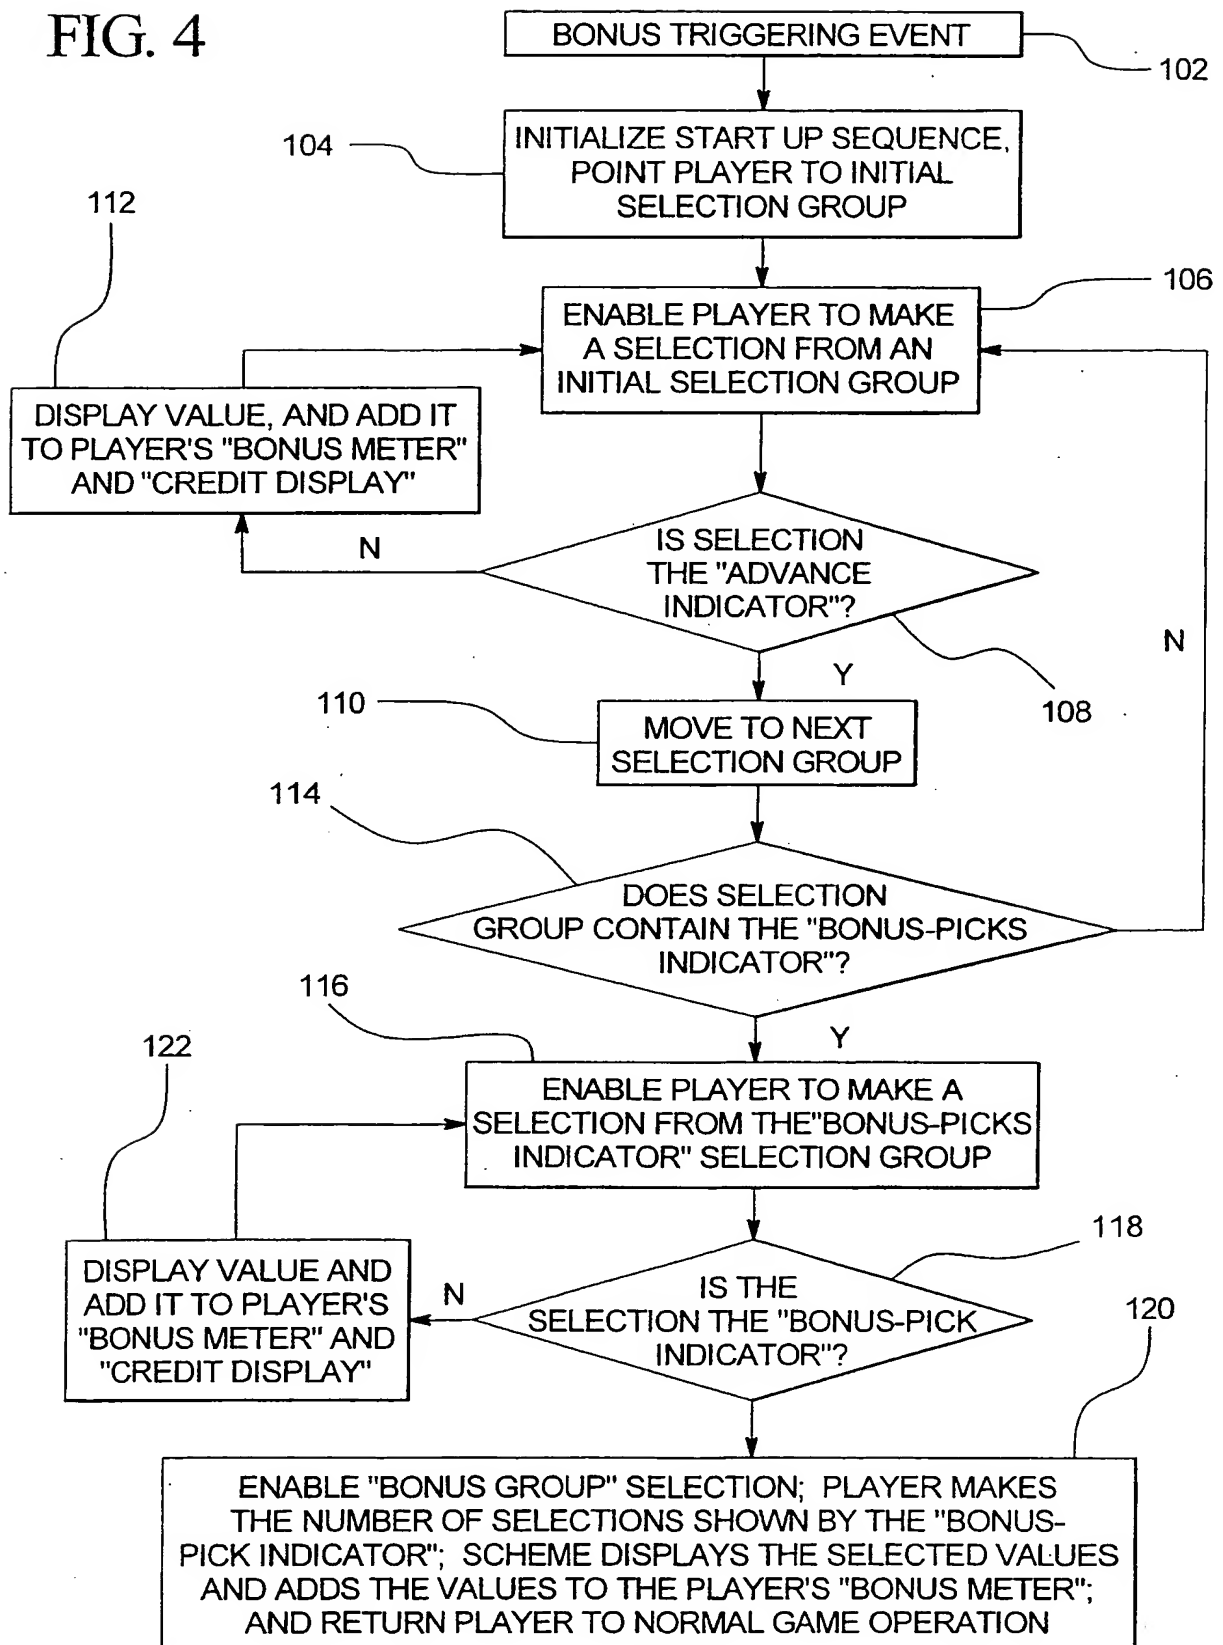 FIG. 4
BONUS TRIGGERING EVENT
102
104
INITIALIZE START UP SEQUENCE,
POINT PLAYER TO INITIAL
SELECTION GROUP
112
106
ENABLE PLAYER TO MAKE
A SELECTION FROM AN
INITIAL SELECTION GROUP
DISPLAY VALUE, AND ADD IT
TO PLAYER'S "BONUS METER"
AND "CREDIT DISPLAY"
N
IS SELECTION
THE "ADVANCE
INDICATOR"?
N
Y
108
110
MOVE TO NEXT
SELECTION GROUP
114
DOES SELECTION
GROUP CONTAIN THE "BONUS-PICKS
INDICATOR"?
116
Y
122
ENABLE PLAYER TO MAKE A
SELECTION FROM THE"BONUS-PICKS
INDICATOR" SELECTION GROUP
118
DISPLAY VALUE AND
ADD IT TO PLAYER'S
"BONUS METER" AND
"CREDIT DISPLAY"
N
IS THE
SELECTION THE "BONUS-PICK
INDICATOR"?
120
ENABLE "BONUS GROUP" SELECTION; PLAYER MAKES
THE NUMBER OF SELECTIONS SHOWN BY THE "BONUS-
PICK INDICATOR"; SCHEME DISPLAYS THE SELECTED VALUES
AND ADDS THE VALUES TO THE PLAYER'S "BONUS METER";
AND RETURN PLAYER TO NORMAL GAME OPERATION